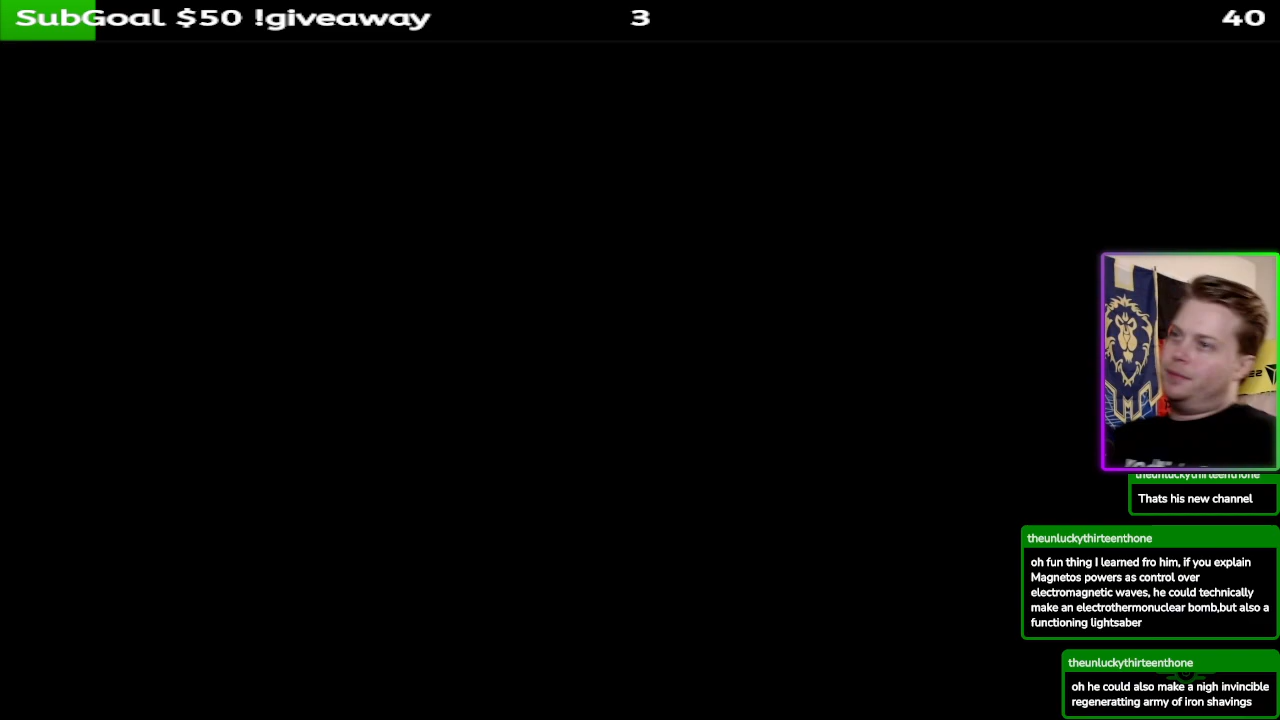 SubGoal $50 !giveaway 3 40
theunluckythirteenthone
Thats his new channel
theunluckythirteenthone
oh fun thing I learned fro him, if you explain
Magnetos powers as control over
electromagnetic waves, he could technically
make an electrothermonuclear bomb,but also a
functioning lightsaber
theunluckythirteenthone
oh he could also make a nigh invincible
regeneratting army of iron shavings